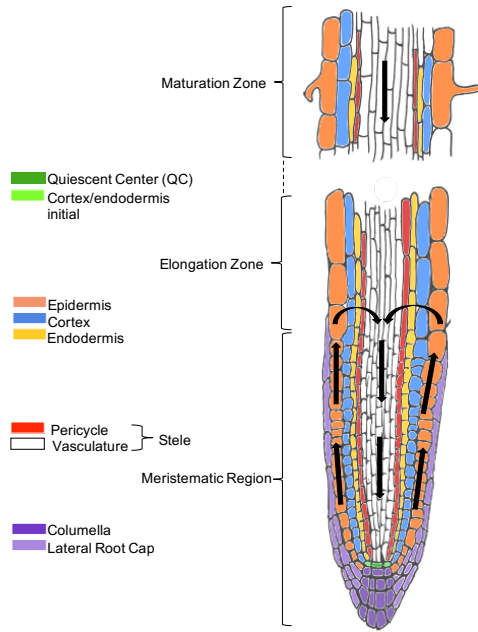 Maturation Zone
Quiescent Center (QC)
Cortex/endodermis
initial
Elongation Zone
Epidermis
Cortex
Endodermis
Pericycle
Vasculature
Stele
Meristematic Region
Columella
Lateral Root Cap